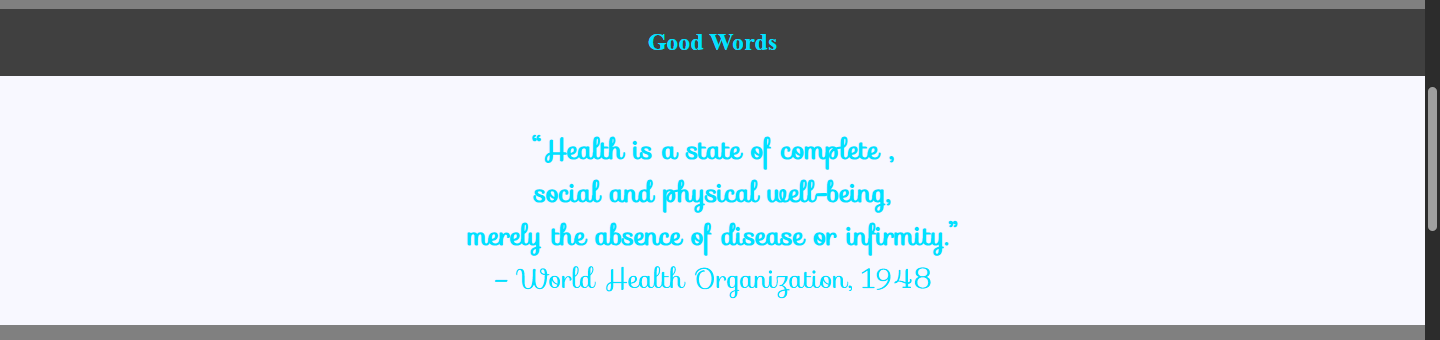 Good Words
“Health is a state of complete ,
social and physical well-being,
merely the absence of disease or infirmity.”
– World Health Organization, 1948